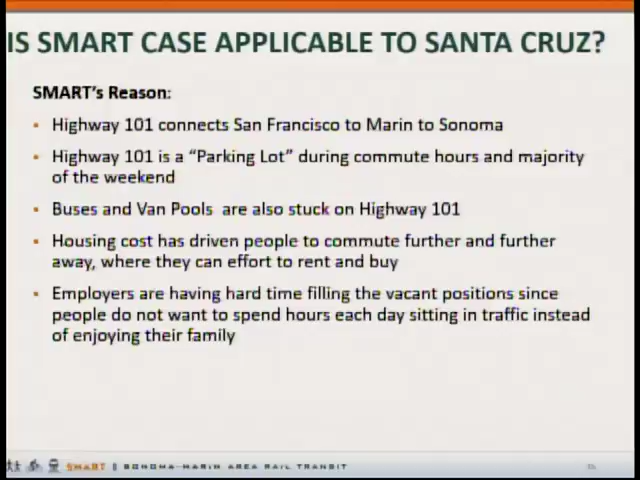 IS SMART CASE APPLICABLE TO SANTA CRUZ?
SMART's Reason:
▪ Highway 101 connects San Francisco to Marin to Sonoma
▪ Highway 101 is a “Parking Lot” during commute hours and majority
of the weekend
▪ Buses and Van Pools are also stuck on Highway 101
▪ Housing cost has driven people to commute further and further
away, where they can effort to rent and buy
▪ Employers are having hard time filling the vacant positions since
people do not want to spend hours each day sitting in traffic instead
of enjoying their family
SMART | SONOMA-MARIN AREA RAIL TRANSIT